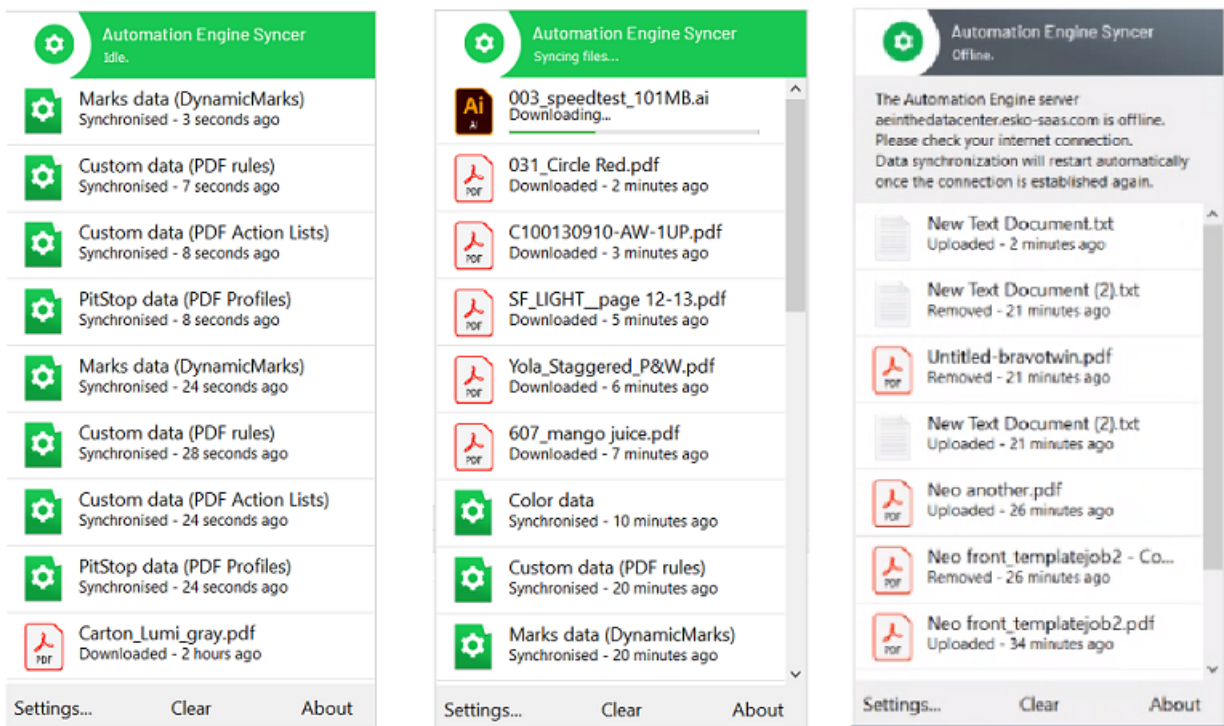 Automation Engine Syncer
Idle.
Marks data (DynamicMarks)
Synchronised - 3 seconds ago
Custom data (PDF rules)
Synchronised - 7 seconds ago
Custom data (PDF Action Lists)
Synchronised - 8 seconds ago
PitStop data (PDF Profiles)
Synchronised - 8 seconds ago
Marks data (DynamicMarks)
Synchronised - 24 seconds ago
Custom data (PDF rules)
Synchronised - 28 seconds ago
Custom data (PDF Action Lists)
Synchronised - 24 seconds ago
PitStop data (PDF Profiles)
Synchronised - 24 seconds ago
PDF
Carton_Lumi_gray.pdf
Downloaded - 2 hours ago
Settings...
Clear
About
Automation Engine Syncer
Syncing files...
Ai
AI
003_speedtest_101MB.ai
Downloading...
PDF
031_Circle Red.pdf
Downloaded - 2 minutes ago
PDF
C100130910-AW-1UP.pdf
Downloaded - 3 minutes ago
PDF
SF_LIGHT__page 12-13.pdf
Downloaded - 5 minutes ago
PDF
Yola_Staggered_P&W.pdf
Downloaded - 6 minutes ago
PDF
607_mango juice.pdf
Downloaded - 7 minutes ago
Color data
Synchronised - 10 minutes ago
Custom data (PDF rules)
Synchronised - 20 minutes ago
Marks data (DynamicMarks)
Synchronised - 20 minutes ago
Settings...
Clear
About
Automation Engine Syncer
Offline.
The Automation Engine server
aeinthedatacenter.esko-saas.com is offline.
Please check your internet connection.
Data synchronization will restart automatically
once the connection is established again.
New Text Document.txt
Uploaded - 2 minutes ago
New Text Document (2).txt
Removed - 21 minutes ago
PDF
Untitled-bravotwin.pdf
Removed - 21 minutes ago
New Text Document (2).txt
Uploaded - 21 minutes ago
PDF
Neo another.pdf
Uploaded - 26 minutes ago
PDF
Neo front_templatejob2 - Co...
Removed - 26 minutes ago
PDF
Neo front_templatejob2.pdf
Uploaded - 34 minutes ago
Settings...
Clear
About